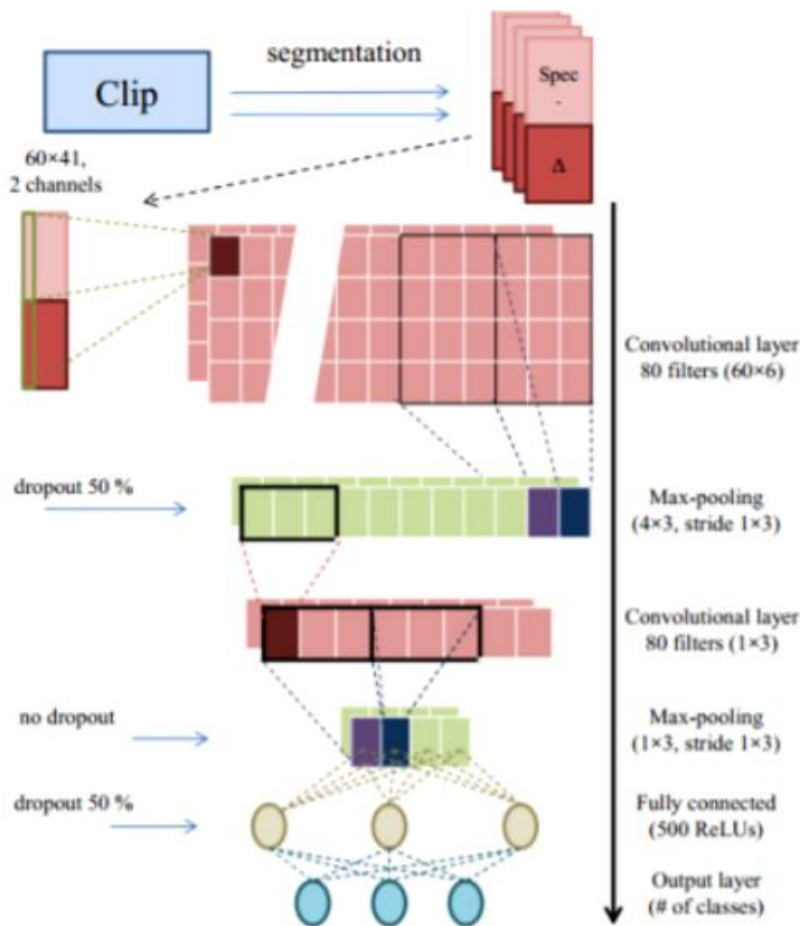 Clip
segmentation
Spec
-
Δ
60×41,
2 channels
Convolutional layer
80 filters (60×6)
dropout 50 %
Max-pooling
(4×3, stride 1×3)
Convolutional layer
80 filters (1×3)
no dropout
Max-pooling
(1×3, stride 1×3)
dropout 50 %
Fully connected
(500 ReLUs)
Output layer
(# of classes)